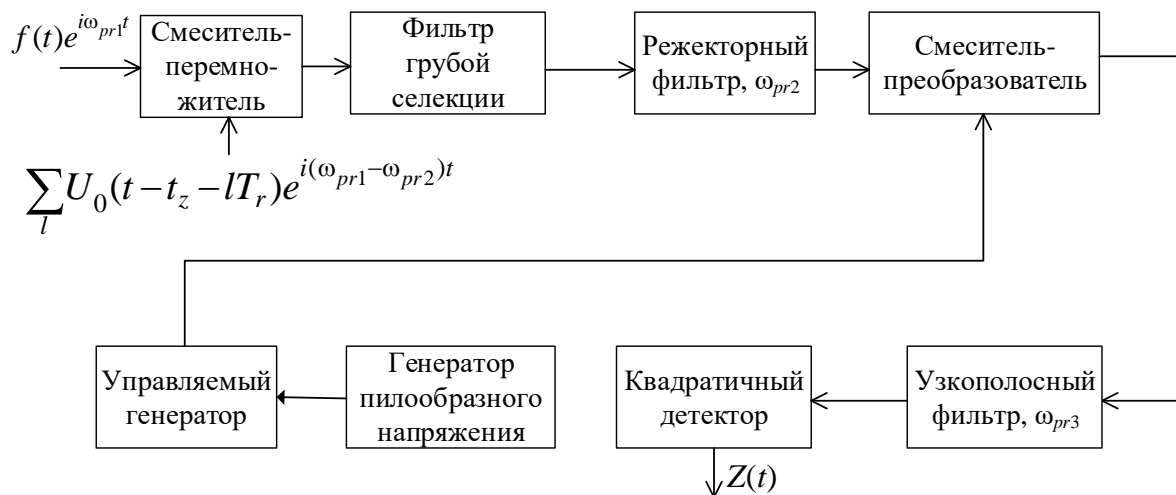 f(t)e^{iω_{pr1}t}
Смеситель-
перемно-
житель
Фильтр
грубой
селекции
Режекторный
фильтр, ω_{pr2}
Смеситель-
преобразователь
∑_l U_0(t − t_z − lT_r)e^{i(ω_{pr1}−ω_{pr2})t}
Управляемый
генератор
Генератор
пилообразного
напряжения
Квадратичный
детектор
Узкополосный
фильтр, ω_{pr3}
Z(t)